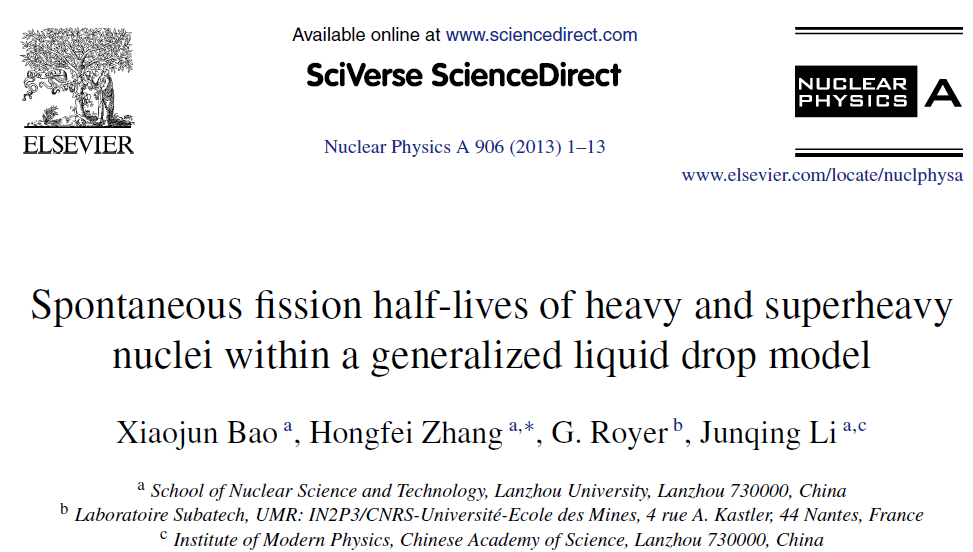 Available online at www.sciencedirect.com
SciVerse ScienceDirect
ELSEVIER
Nuclear Physics A 906 (2013) 1–13
NUCLEAR PHYSICS A
www.elsevier.com/locate/nuclphysa
Spontaneous fission half-lives of heavy and superheavy
nuclei within a generalized liquid drop model
Xiaojun Bao a, Hongfei Zhang a,*, G. Royer b, Junqing Li a,c
a School of Nuclear Science and Technology, Lanzhou University, Lanzhou 730000, China
b Laboratoire Subatech, UMR: IN2P3/CNRS-Université-Ecole des Mines, 4 rue A. Kastler, 44 Nantes, France
c Institute of Modern Physics, Chinese Academy of Science, Lanzhou 730000, China